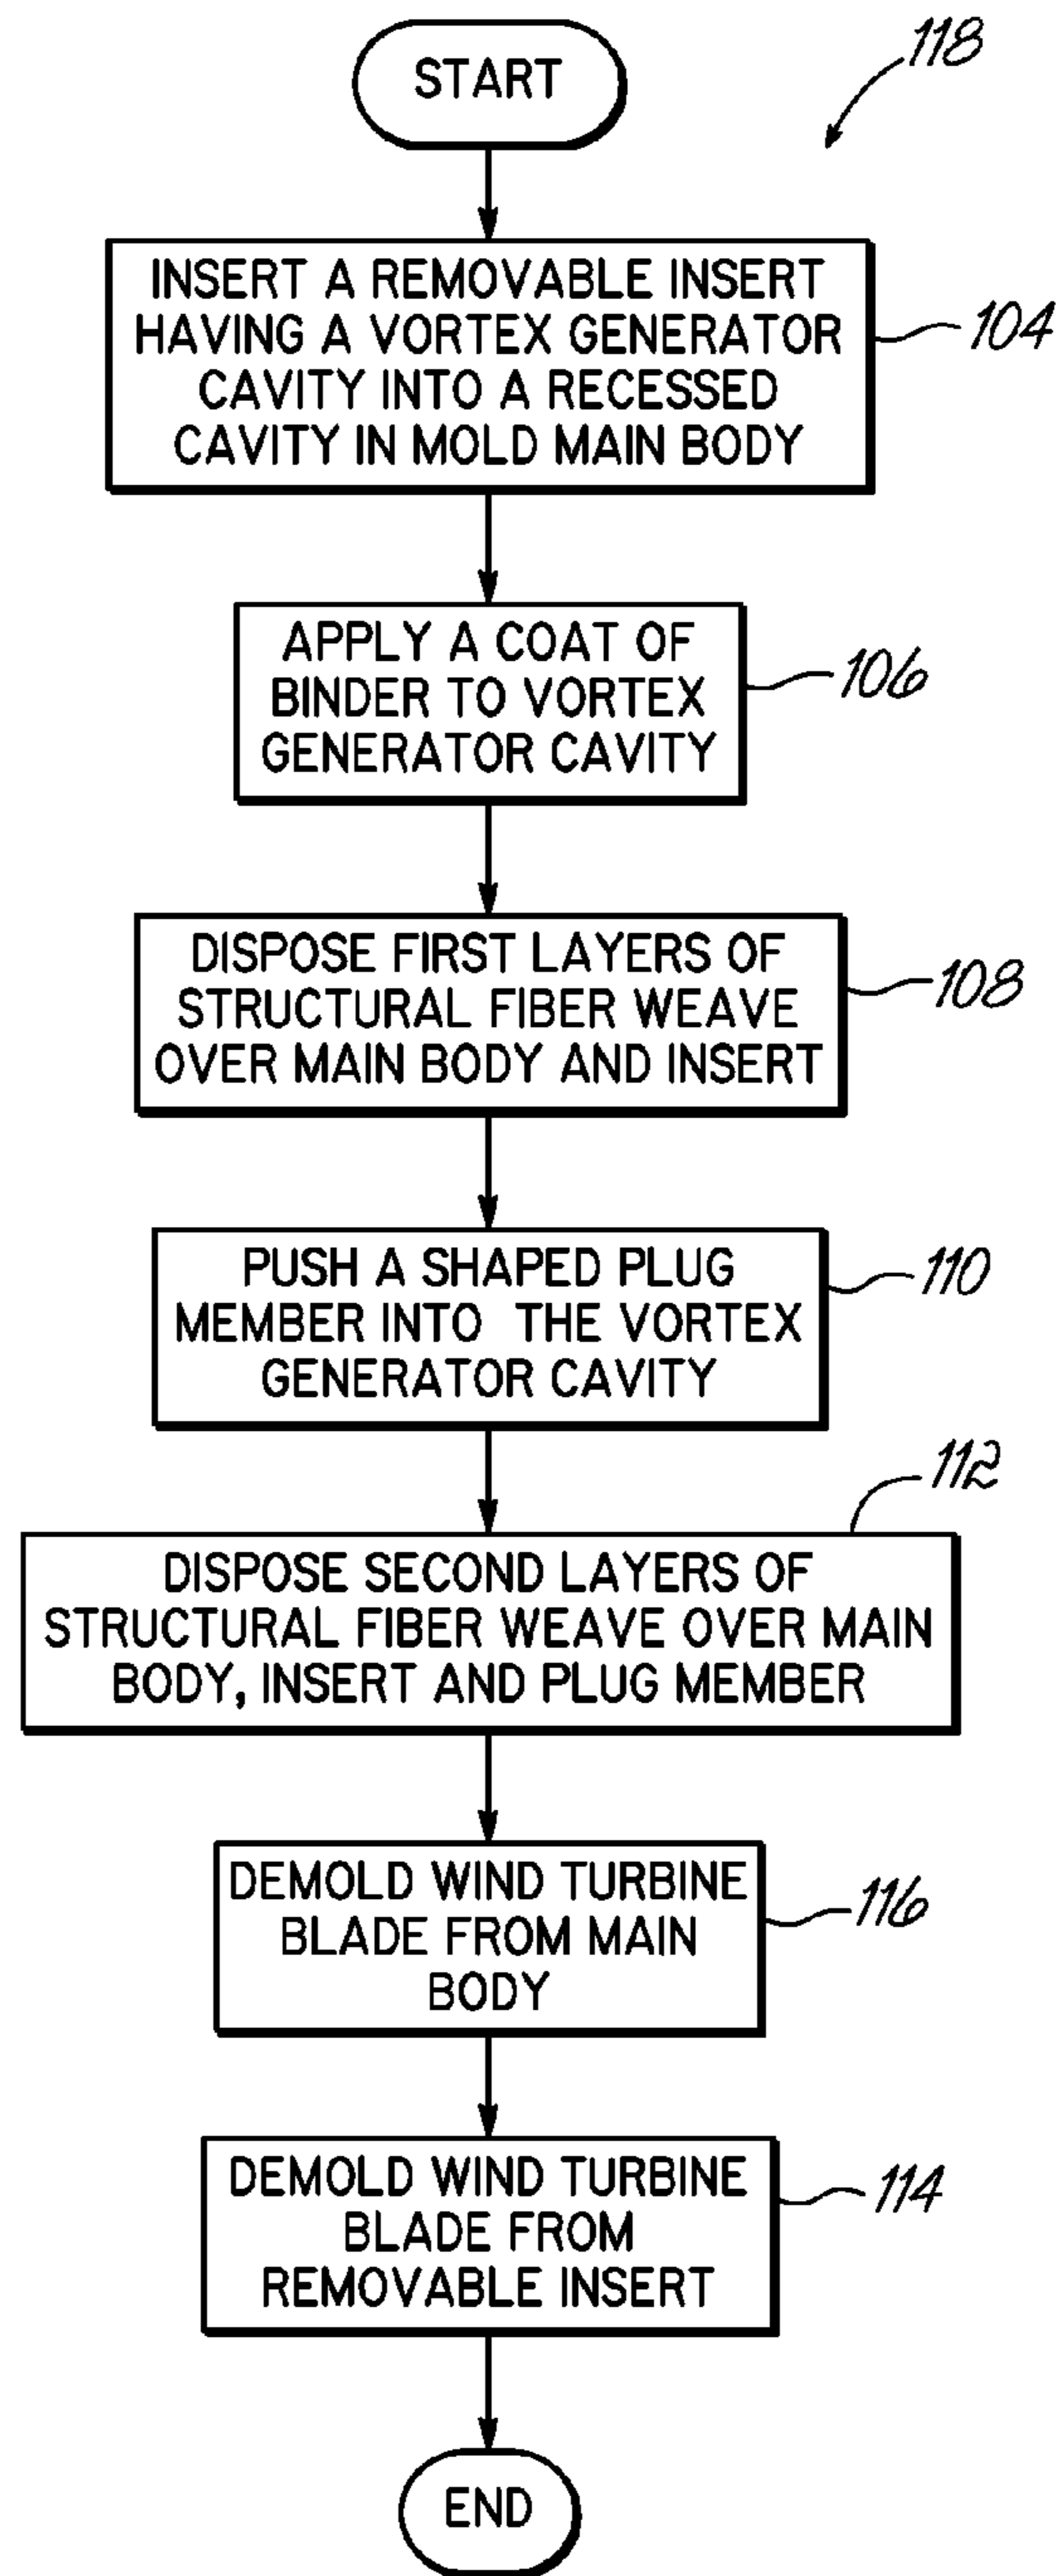 START
118
INSERT A REMOVABLE INSERT
HAVING A VORTEX GENERATOR
CAVITY INTO A RECESSED
CAVITY IN MOLD MAIN BODY
104
APPLY A COAT OF
BINDER TO VORTEX
GENERATOR CAVITY
106
DISPOSE FIRST LAYERS OF
STRUCTURAL FIBER WEAVE
OVER MAIN BODY AND INSERT
108
PUSH A SHAPED PLUG
MEMBER INTO THE VORTEX
GENERATOR CAVITY
110
112
DISPOSE SECOND LAYERS OF
STRUCTURAL FIBER WEAVE OVER MAIN
BODY, INSERT AND PLUG MEMBER
DEMOLD WIND TURBINE
BLADE FROM MAIN
BODY
116
DEMOLD WIND TURBINE
BLADE FROM
REMOVABLE INSERT
114
END